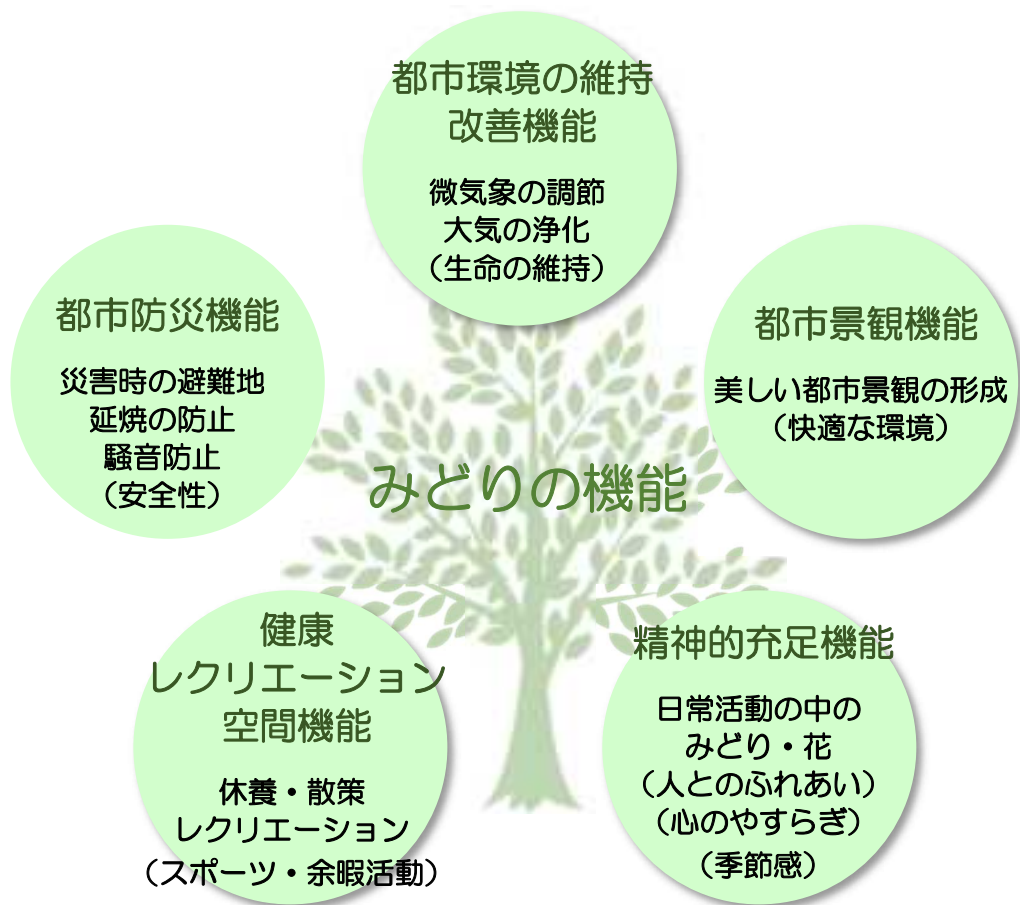 都市環境の維持
改善機能
微気象の調節
大気の浄化
（生命の維持）
都市防災機能
災害時の避難地
延焼の防止
騒音防止
（安全性）
都市景観機能
美しい都市景観の形成
（快適な環境）
みどりの機能
健康
レクリエーション
空間機能
休養・散策
レクリエーション
（スポーツ・余暇活動）
精神的充足機能
日常活動の中の
みどり・花
（人とのふれあい）
（心のやすらぎ）
（季節感）